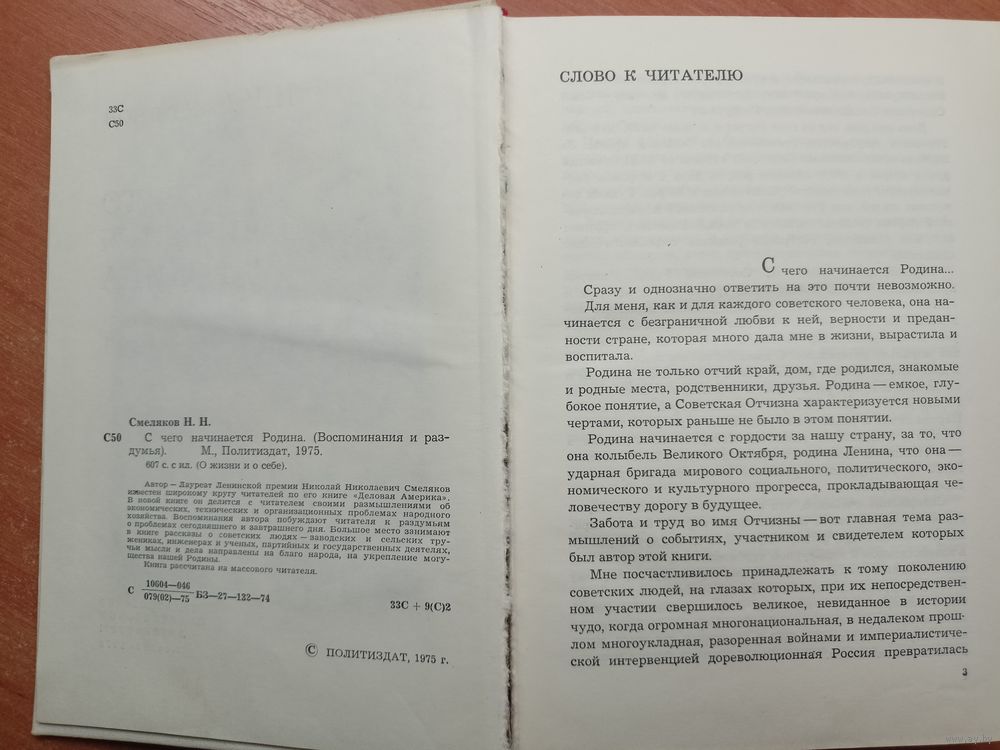 33С
С50
Смеляков Н. Н.
С50 С чего начинается Родина. (Воспоминания и раз-
думья). М., Политиздат, 1975.
607 с. с ил. (О жизни и о себе).
Автор — Лауреат Ленинской премии Николай Николаевич Смеляков
известен широкому кругу читателей по его книге «Деловая Америка».
В новой книге он делится с читателем своими размышлениями об
экономических, технических и организационных проблемах народного
хозяйства. Воспоминания автора побуждают читателя к раздумьям
о проблемах сегодняшнего и завтрашнего дня. Большое место занимают
в книге рассказы о советских людях — заводских и сельских тру-
жениках, инженерах и ученых, партийных и государственных деятелях,
чьи мысли и дела направлены на благо народа, на укрепление могу-
щества нашей Родины.
Книга рассчитана на массового читателя.
С 10604—046
079(02)—75 БЗ—27—132—74
33С + 9(С)2
© ПОЛИТИЗДАТ, 1975 г.
СЛОВО К ЧИТАТЕЛЮ
С чего начинается Родина...
Сразу и однозначно ответить на это почти невозможно.
Для меня, как и для каждого советского человека, она на-
чинается с безграничной любви к ней, верности и предан-
ности стране, которая много дала мне в жизни, вырастила и
воспитала.
Родина не только отчий край, дом, где родился, знакомые
и родные места, родственники, друзья. Родина — емкое, глу-
бокое понятие, а Советская Отчизна характеризуется новыми
чертами, которых раньше не было в этом понятии.
Родина начинается с гордости за нашу страну, за то, что
она колыбель Великого Октября, родина Ленина, что она —
ударная бригада мирового социального, политического, эко-
номического и культурного прогресса, прокладывающая че-
ловечеству дорогу в будущее.
Забота и труд во имя Отчизны — вот главная тема раз-
мышлений о событиях, участником и свидетелем которых
был автор этой книги.
Мне посчастливилось принадлежать к тому поколению
советских людей, на глазах которых, при их непосредствен-
ном участии свершилось великое, невиданное в истории
чудо, когда огромная многонациональная, в недалеком прош-
лом многоукладная, разоренная войнами и империалистиче-
ской интервенцией дореволюционная Россия превратилась
3
www.ay.by